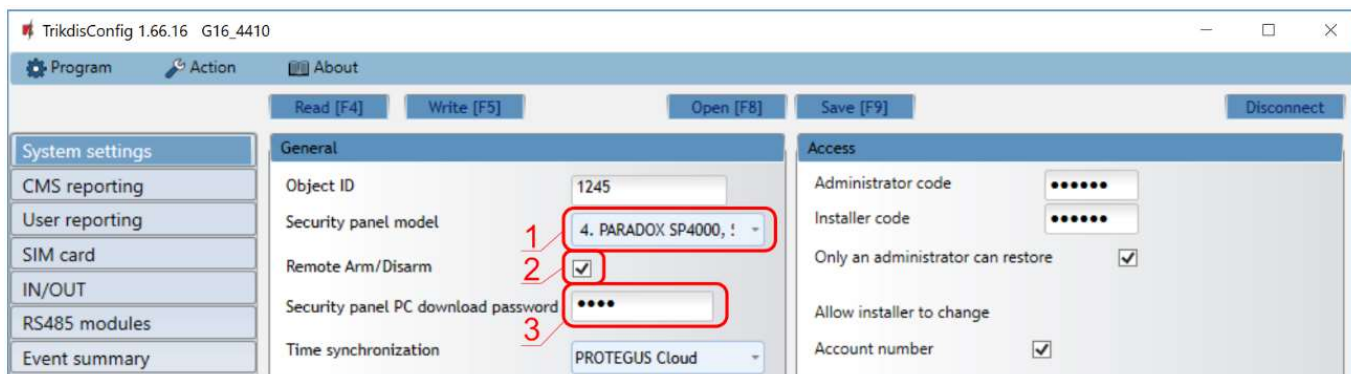 TrikdisConfig 1.66.16 G16_4410
Program Action About
Read [F4] Write [F5] Open [F8] Save [F9] Disconnect
System settings
CMS reporting
User reporting
SIM card
IN/OUT
RS485 modules
Event summary
General
Object ID 1245
Security panel model 1 4. PARADOX SP4000, 
Remote Arm/Disarm 2
Security panel PC download password ••••
3
Time synchronization PROTEGUS Cloud
Access
Administrator code ••••••
Installer code ••••••
Only an administrator can restore
Allow installer to change
Account number